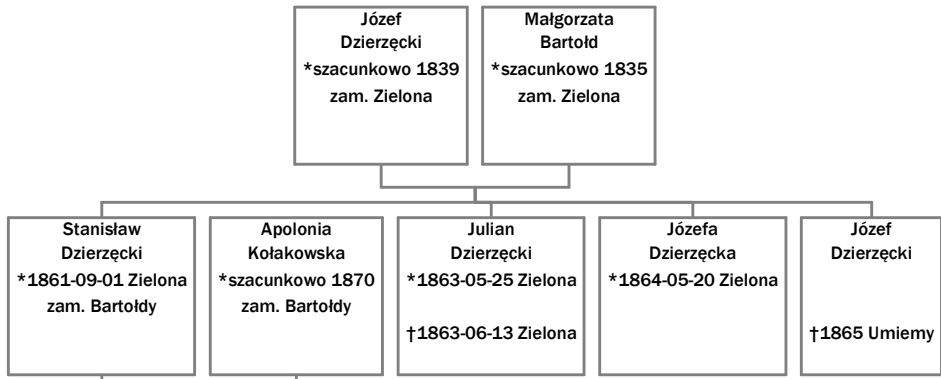 Józef
Dzierzęcki
*szacunkowo 1839
zam. Zielona
Małgorzata
Bartołd
*szacunkowo 1835
zam. Zielona
Stanisław
Dzierzęcki
*1861-09-01 Zielona
zam. Bartołdy
Apolonia
Kołakowska
*szacunkowo 1870
zam. Bartołdy
Julian
Dzierzęcki
*1863-05-25 Zielona
†1863-06-13 Zielona
Józefa
Dzierzęcka
*1864-05-20 Zielona
Józef
Dzierzęcki
†1865 Umiemy